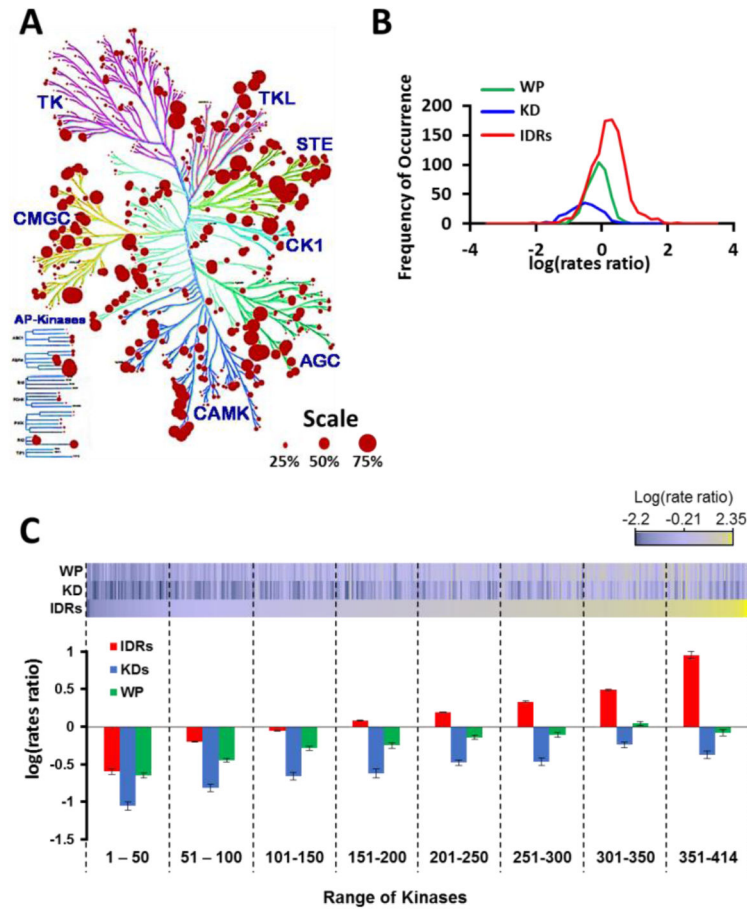 A
TK
TKL
STE
CMGC
CK1
AP-Kinases
AGC
CAMK
Scale
25% 50% 75%
B
WP
KD
IDRs
Frequency of Occurrence
200
150
100
50
0
-4 -2 0 2 4
log(rates ratio)
C
Log(rate ratio)
-2.2 -0.21 2.35
WP
KD
IDRs
IDRs
KDs
WP
log(rates ratio)
1
0.5
0
-0.5
-1
-1.5
1 – 50 51 – 100 101-150 151-200 201-250 251-300 301-350 351-414
Range of Kinases